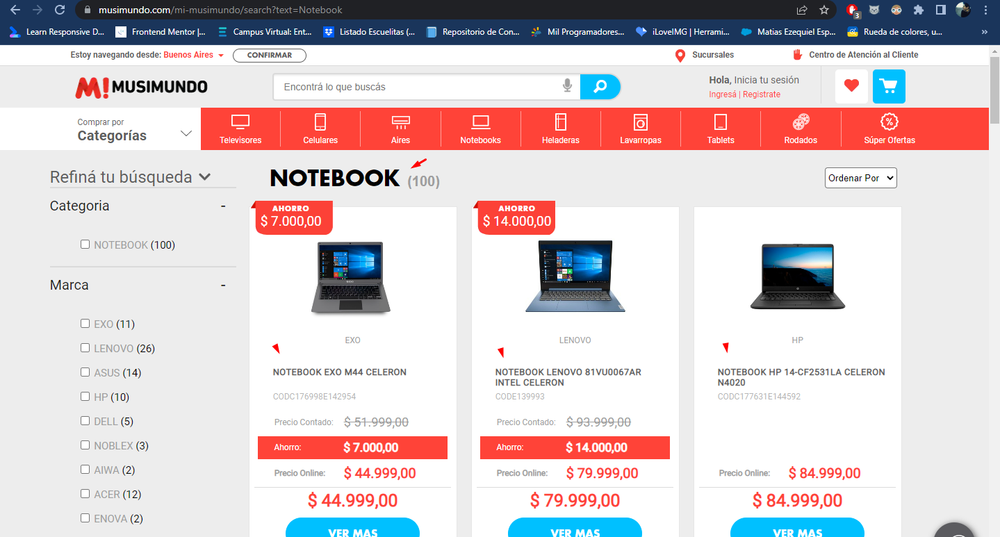 musimundo.com/mi-musimundo/search?text=Notebook
3
Learn Responsive D... Frontend Mentor |... Campus Virtual: Ent... Listado Escuelitas (... Repositorio de Con... Mil Programadores... iLoveIMG | Herrami... Matias Ezequiel Esp... Rueda de colores, u... »
Estoy navegando desde: Buenos Aires CONFIRMAR Sucursales Centro de Atención al Cliente
M! MUSIMUNDO Encontrá lo que buscás
Hola, Inicia tu sesión
Ingresá | Registrate
Comprar por
Categorías
Televisores Celulares Aires Notebooks Heladeras Lavarropas Tablets Rodados Súper Ofertas
Refiná tu búsqueda
Categoria -
NOTEBOOK (100)
Marca -
EXO (11)
LENOVO (26)
ASUS (14)
HP (10)
DELL (5)
NOBLEX (3)
AIWA (2)
ACER (12)
ENOVA (2)
NOTEBOOK (100)
Ordenar Por
AHORRO
$ 7.000,00
EXO
NOTEBOOK EXO M44 CELERON
CODC176998E142954
Precio Contado: $ 51.999,00
Ahorro: $ 7.000,00
Precio Online: $ 44.999,00
$ 44.999,00
VER MAS
AHORRO
$ 14.000,00
LENOVO
NOTEBOOK LENOVO 81VU0067AR
INTEL CELERON
CODE139993
Precio Contado: $ 93.999,00
Ahorro: $ 14.000,00
Precio Online: $ 79.999,00
$ 79.999,00
VER MAS
HP
NOTEBOOK HP 14-CF2531LA CELERON
N4020
CODC177631E144592
Precio Online: $ 84.999,00
$ 84.999,00
VER MAS